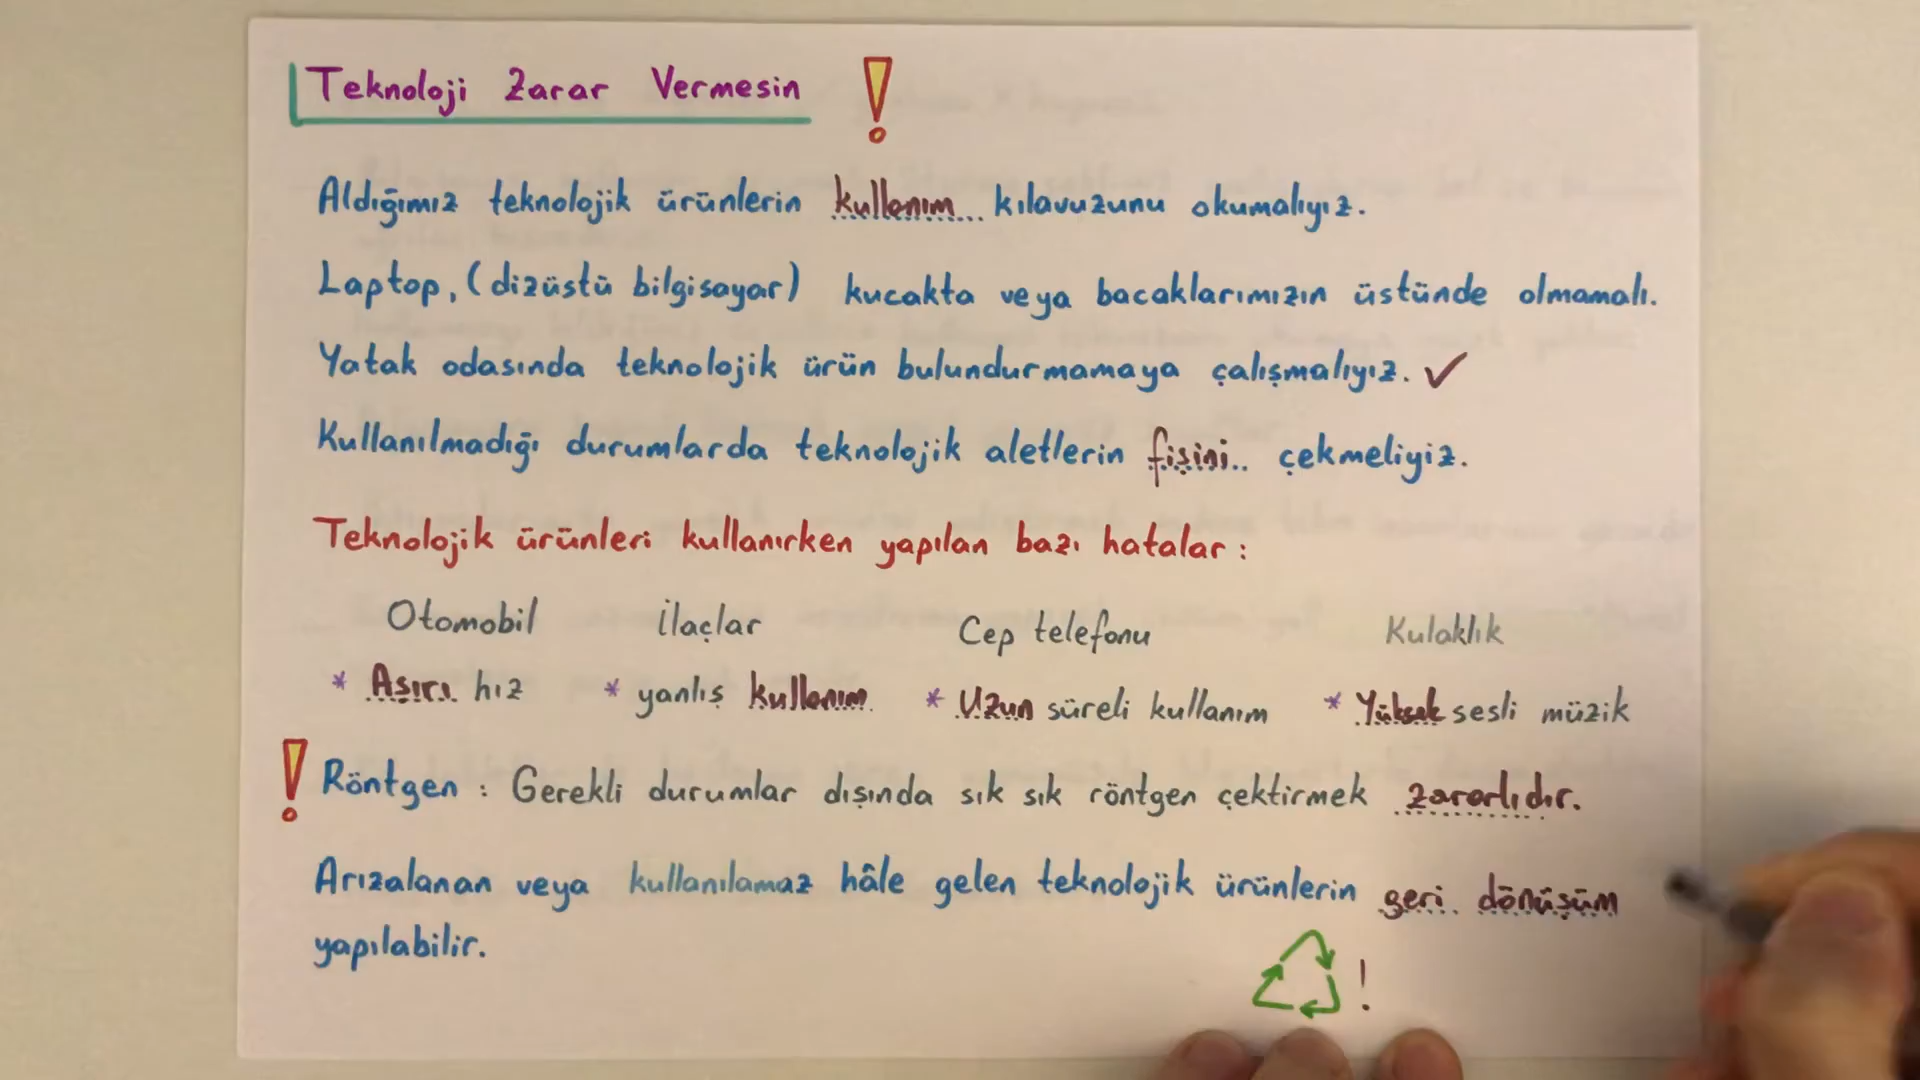 Teknoloji Zarar Vermesin !
Aldığımız teknolojik ürünlerin kullanım... kılavuzunu okumalıyız.
Laptop, (dizüstü bilgisayar) kucakta veya bacaklarımızın üstünde olmamalı.
Yatak odasında teknolojik ürün bulundurmamaya çalışmalıyız. ✓
Kullanılmadığı durumlarda teknolojik aletlerin fişini.. çekmeliyiz.
Teknolojik ürünleri kullanırken yapılan bazı hatalar :
Otomobil İlaçlar Cep telefonu Kulaklık
* Aşırı hız * yanlış kullanım * Uzun süreli kullanım * Yüksek sesli müzik
! Röntgen : Gerekli durumlar dışında sık sık röntgen çektirmek zararlıdır.
Arızalanan veya kullanılamaz hâle gelen teknolojik ürünlerin geri dönüşüm
yapılabilir.
!